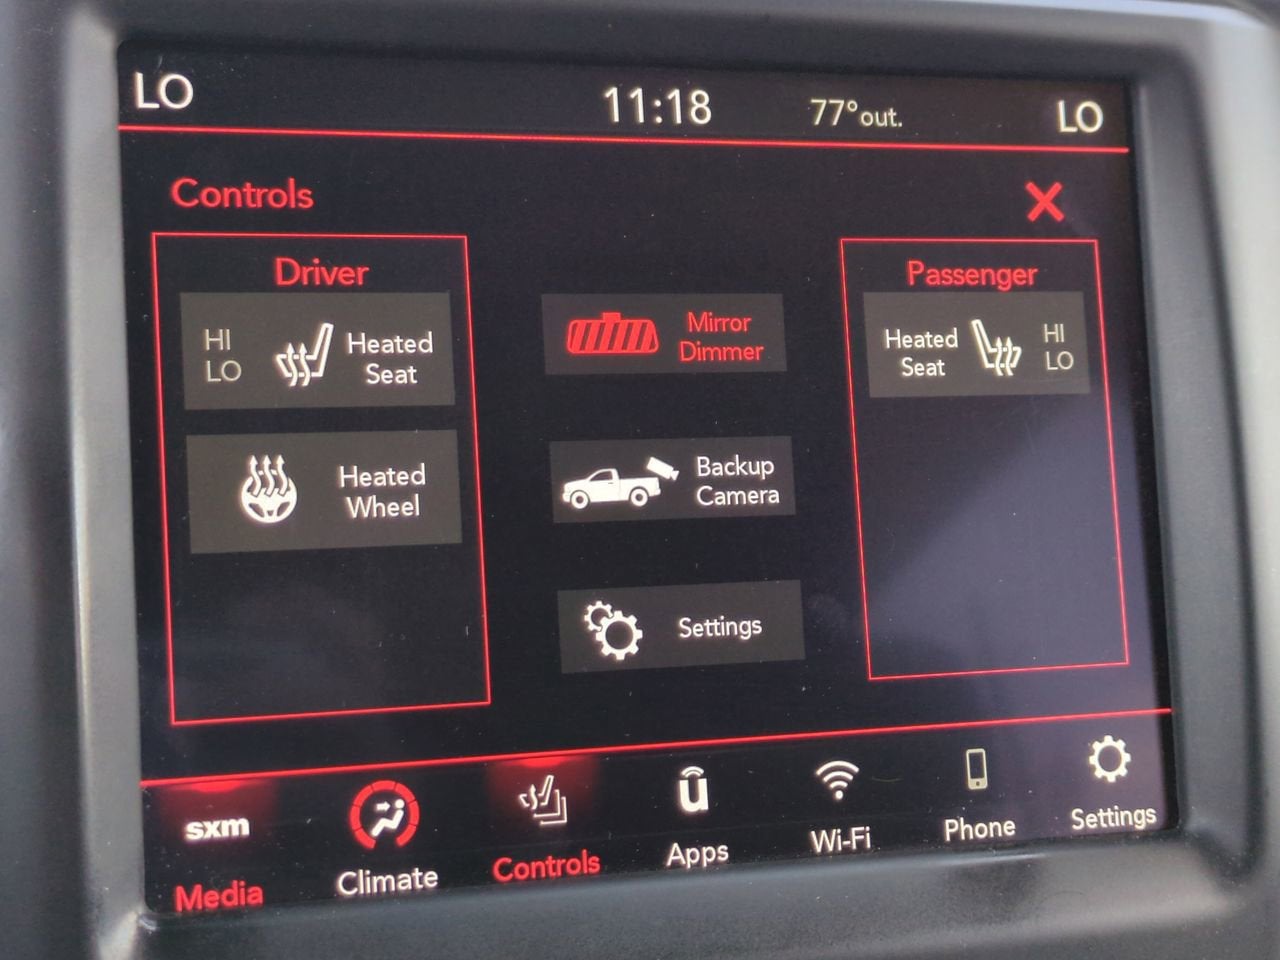 LO 11:18 77°out. LO
Controls
Driver
HI
LO
Heated
Seat
Heated
Wheel
Mirror
Dimmer
Backup
Camera
Settings
Passenger
Heated
Seat
HI
LO
sxm
Media
Climate
Controls
ū
Apps
Wi-Fi
Phone
Settings